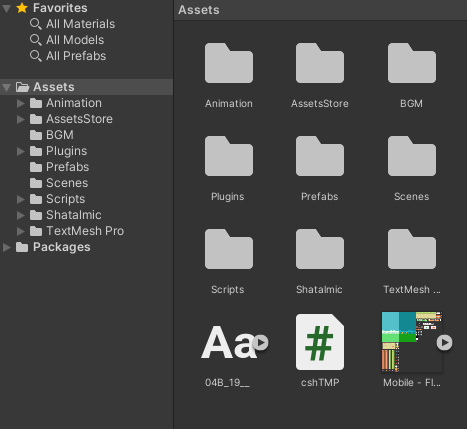 Favorites
All Materials
All Models
All Prefabs
Assets
Animation
AssetsStore
BGM
Plugins
Prefabs
Scenes
Scripts
Shatalmic
TextMesh Pro
Packages
Assets
Animation AssetsStore BGM
Plugins Prefabs Scenes
Scripts Shatalmic TextMesh ...
Aa #
04B_19__ cshTMP Mobile - Fl...